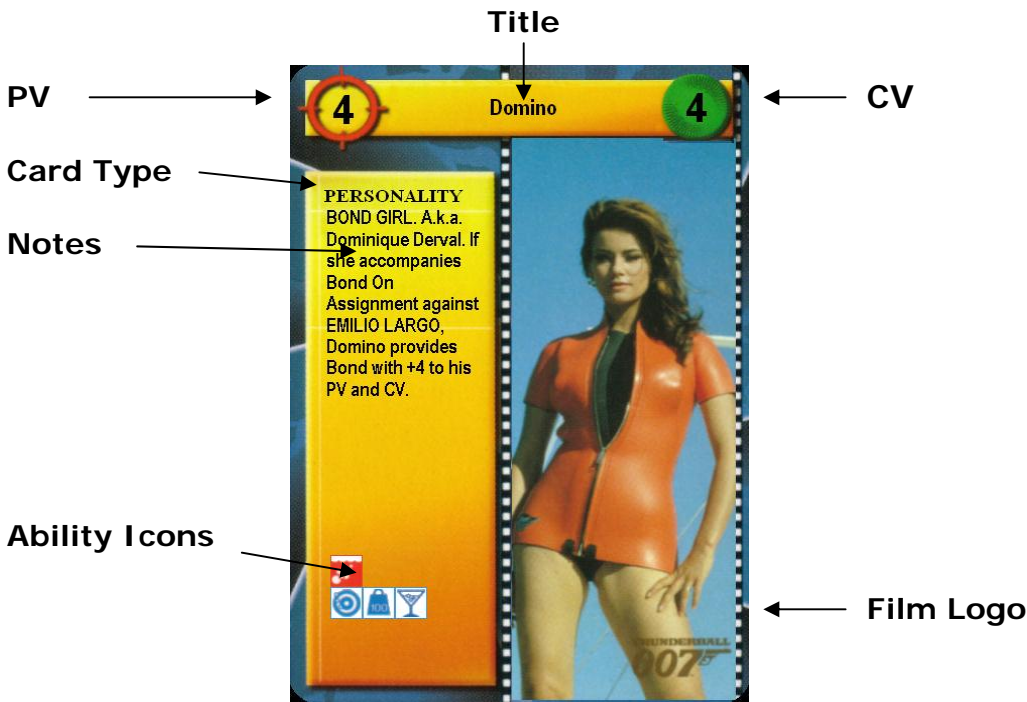 Title
PV
CV
4
Domino
4
Card Type
PERSONALITY
BOND GIRL. A.k.a.
Dominique Derval. If
she accompanies
Bond On
Assignment against
EMILIO LARGO,
Domino provides
Bond with +4 to his
PV and CV.
Notes
Ability Icons
100
Film Logo
THUNDERBALL
007